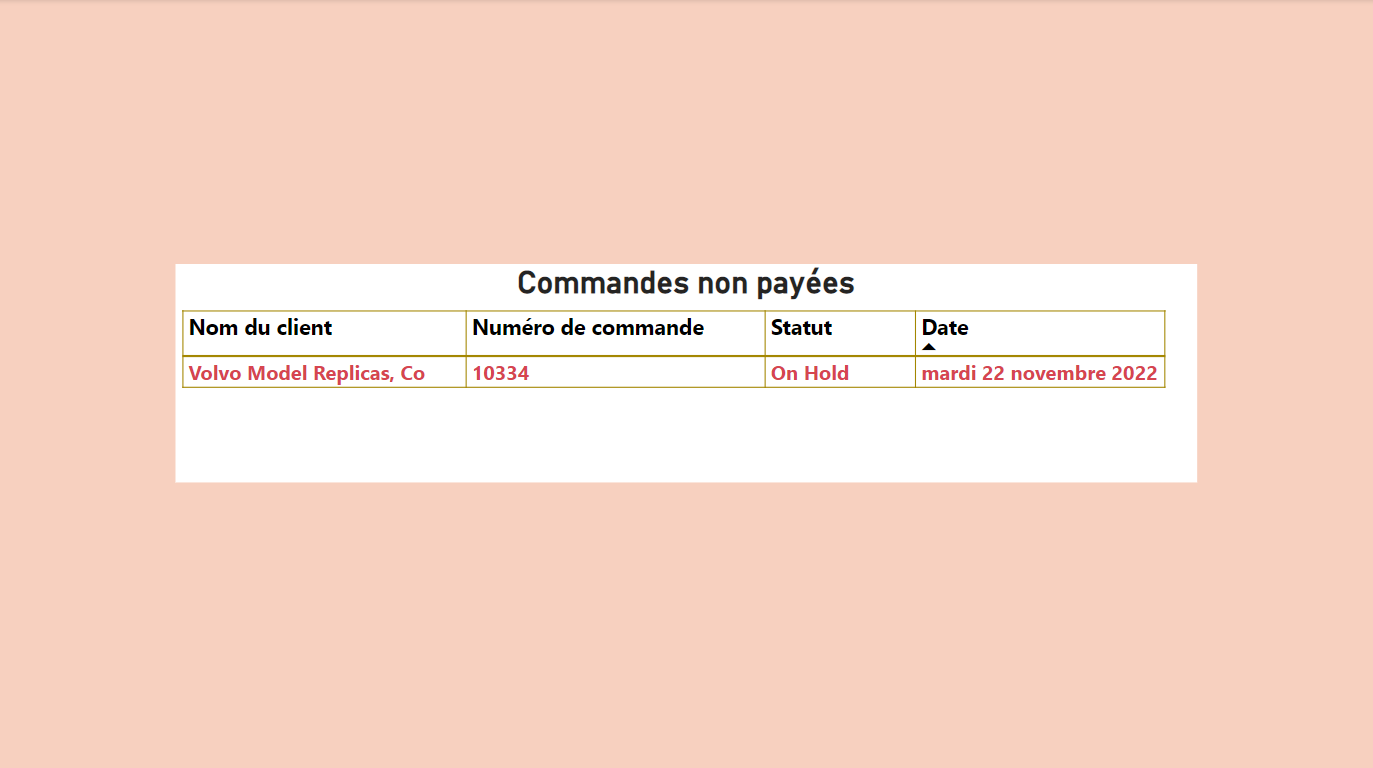 Commandes non payées
Nom du client Numéro de commande Statut Date
Volvo Model Replicas, Co 10334 On Hold mardi 22 novembre 2022